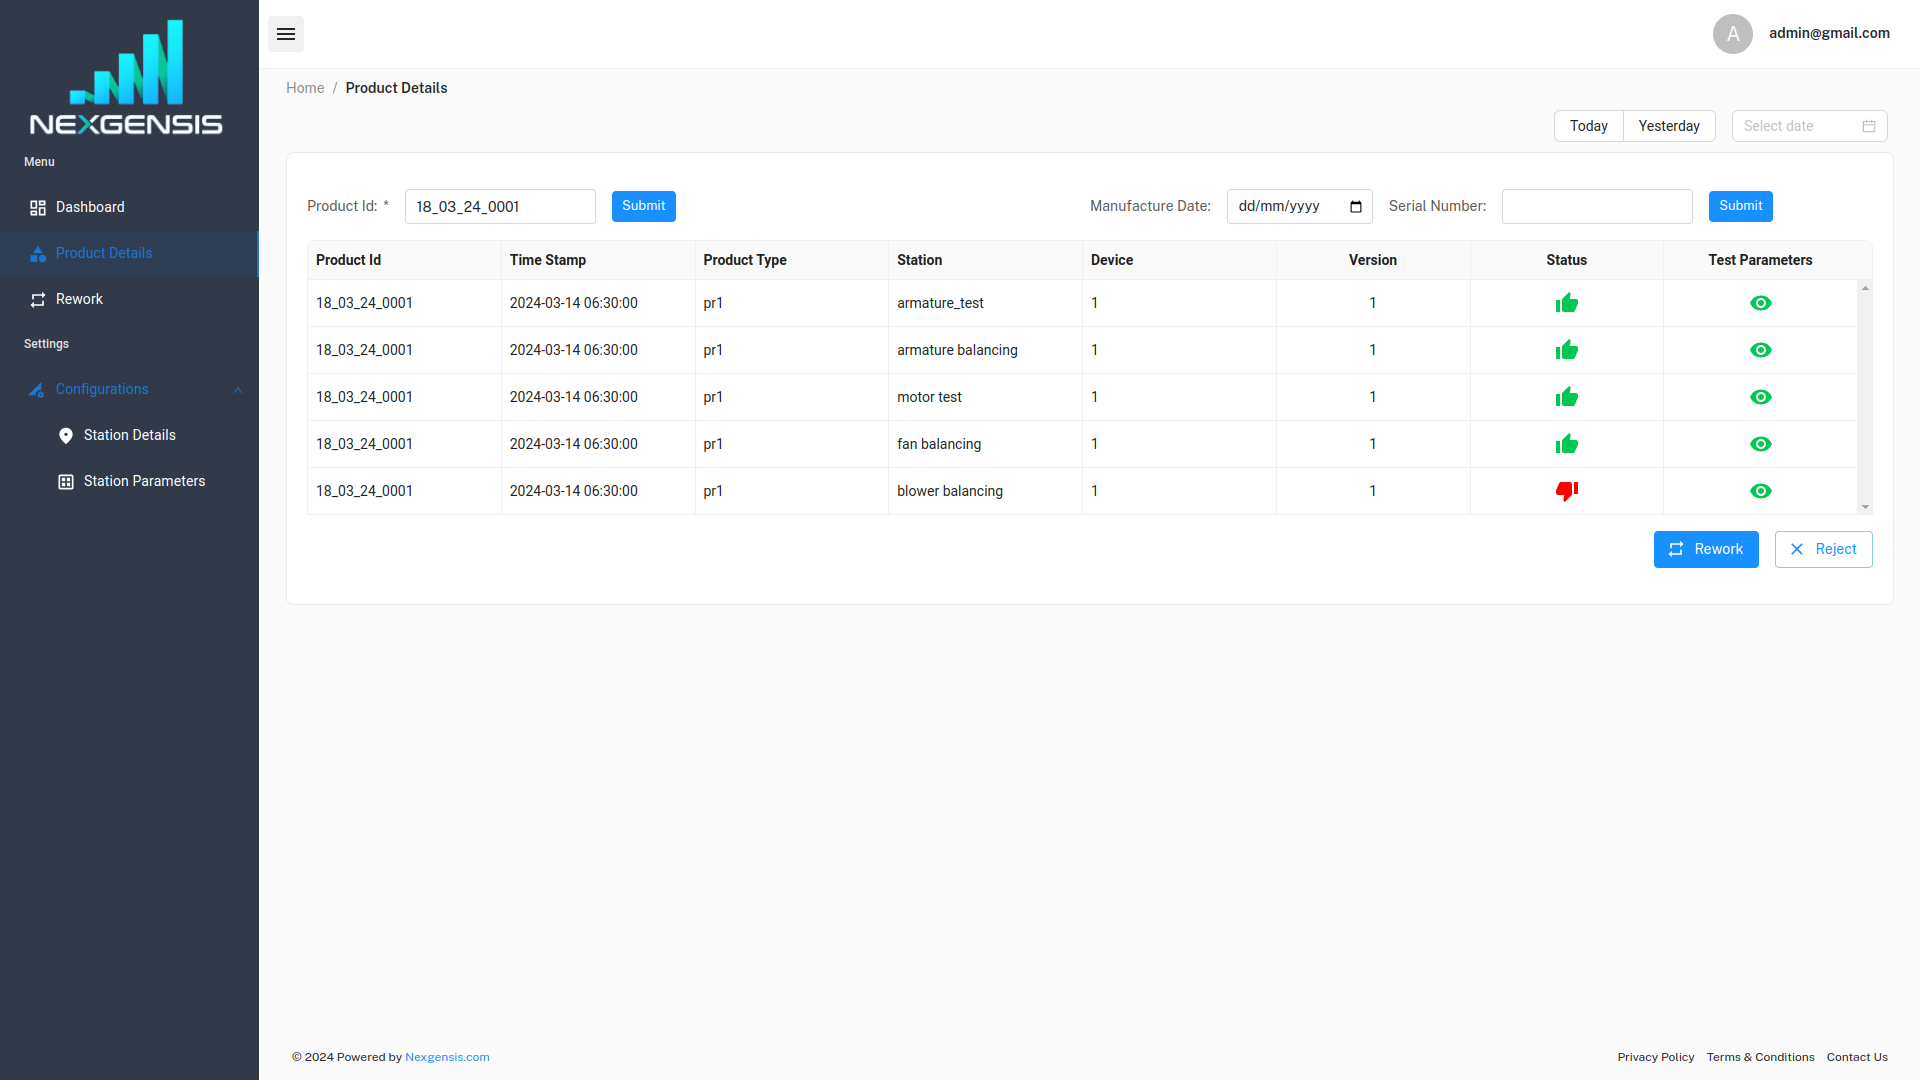 NEXGENSIS
Menu
Dashboard
Product Details
Rework
Settings
Configurations
Station Details
Station Parameters
A admin@gmail.com
Home / Product Details
Today Yesterday Select date
Product Id: * 18_03_24_0001 Submit Manufacture Date: dd/mm/yyyy Serial Number: Submit
Product Id Time Stamp Product Type Station Device Version Status Test Parameters
18_03_24_0001 2024-03-14 06:30:00 pr1 armature_test 1 1
18_03_24_0001 2024-03-14 06:30:00 pr1 armature balancing 1 1
18_03_24_0001 2024-03-14 06:30:00 pr1 motor test 1 1
18_03_24_0001 2024-03-14 06:30:00 pr1 fan balancing 1 1
18_03_24_0001 2024-03-14 06:30:00 pr1 blower balancing 1 1
Rework Reject
© 2024 Powered by Nexgensis.com Privacy Policy Terms & Conditions Contact Us